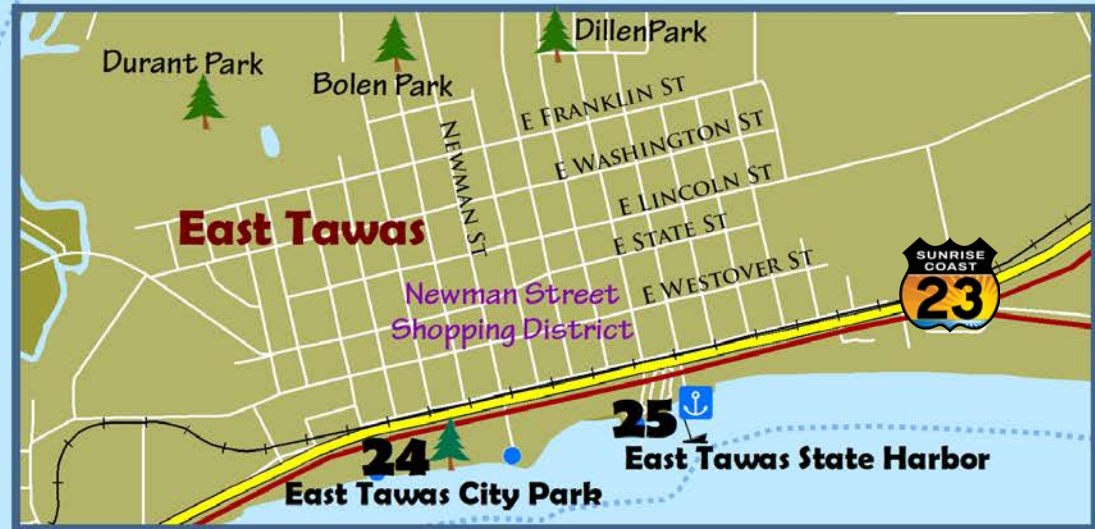 Durant Park
Bolen Park
DillenPark
E FRANKLIN ST
E WASHINGTON ST
E LINCOLN ST
E STATE ST
E WESTOVER ST
NEWMAN ST
East Tawas
Newman Street
Shopping District
SUNRISE
COAST
23
24
East Tawas City Park
25
East Tawas State Harbor